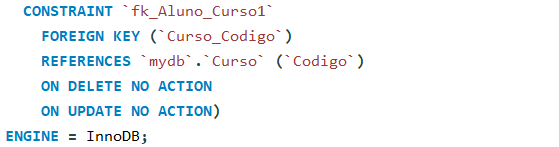 CONSTRAINT `fk_Aluno_Curso1`
FOREIGN KEY (`Curso_Codigo`)
REFERENCES `mydb`.`Curso` (`Codigo`)
ON DELETE NO ACTION
ON UPDATE NO ACTION)
ENGINE = InnoDB;